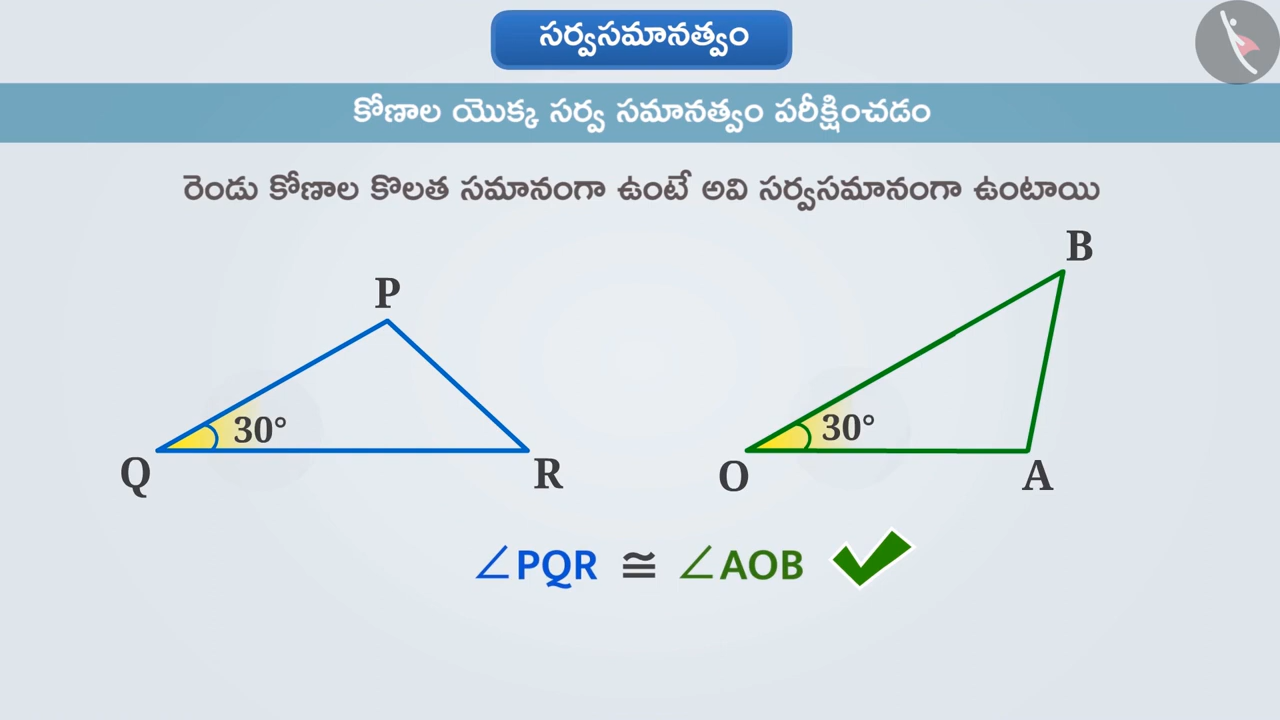 సర్వసమానత్వం
కోణాల యొక్క సర్వ సమానత్వం పరీక్షించడం
రెండు కోణాల కొలత సమానంగా ఉంటే అవి సర్వసమానంగా ఉంటాయి
B
P
30°
30°
Q
R
O
A
∠PQR ≅ ∠AOB